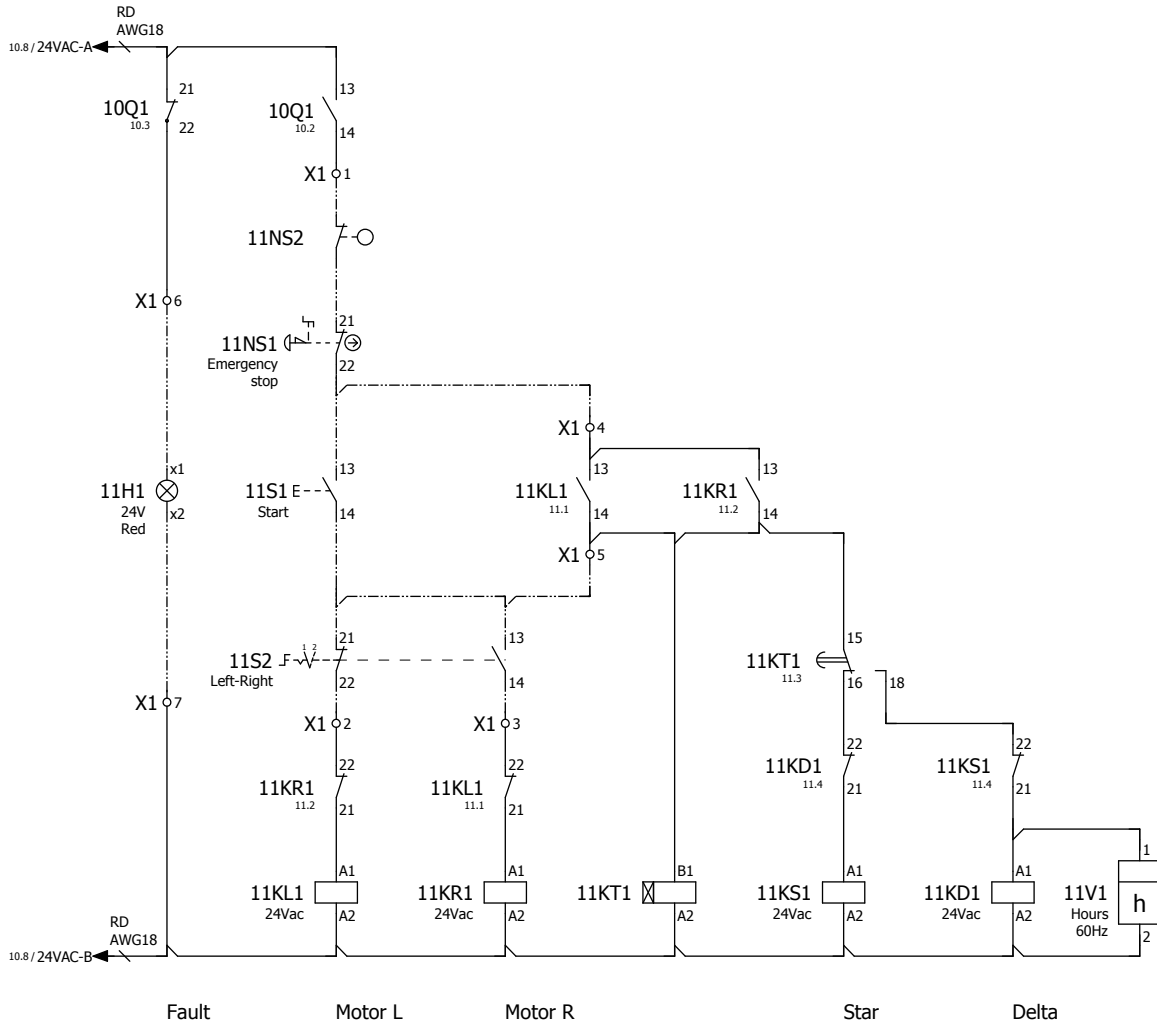 RD
AWG18
10.8 / 24VAC-A
21
10Q1
10.3
22
13
10Q1
10.2
14
X1 1
11NS2
X1 6
21
11NS1
Emergency
stop
22
X1 4
x1
11H1
24V
Red
x2
13
11S1
Start
14
13
11KL1
11.1
14
13
11KR1
11.2
14
X1 5
21
1 2
11S2
Left-Right
22
13
14
15
11KT1
11.3
16
18
X1 7
X1 2
X1 3
22
11KR1
11.2
21
22
11KL1
11.1
21
22
11KD1
11.4
21
22
11KS1
11.4
21
A1
11KL1
24Vac
A2
A1
11KR1
24Vac
A2
B1
11KT1
A2
A1
11KS1
24Vac
A2
A1
11KD1
24Vac
A2
1
11V1
Hours
60Hz
h
2
RD
AWG18
10.8 / 24VAC-B
Fault Motor L Motor R Star Delta